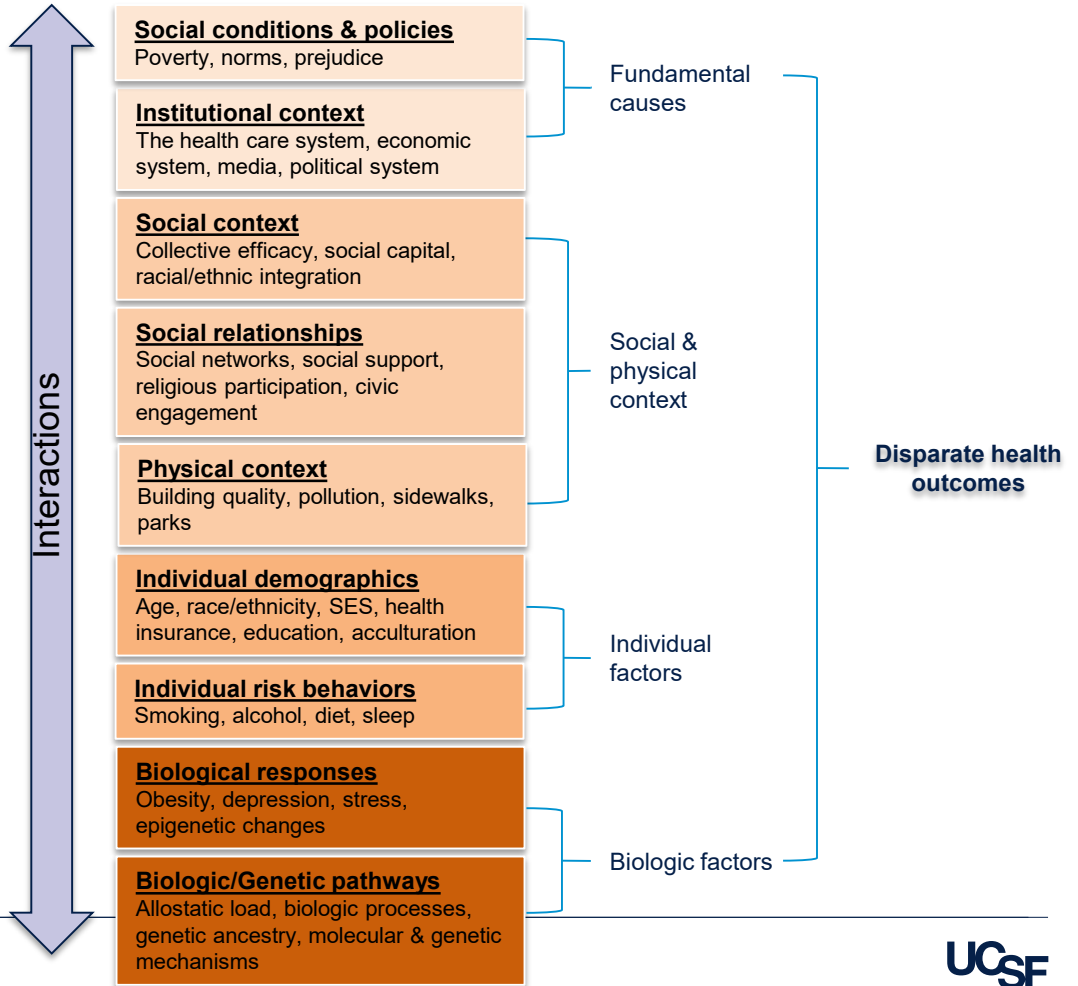 Interactions
Social conditions & policies
Poverty, norms, prejudice
Institutional context
The health care system, economic
system, media, political system
Social context
Collective efficacy, social capital,
racial/ethnic integration
Social relationships
Social networks, social support,
religious participation, civic
engagement
Physical context
Building quality, pollution, sidewalks,
parks
Individual demographics
Age, race/ethnicity, SES, health
insurance, education, acculturation
Individual risk behaviors
Smoking, alcohol, diet, sleep
Biological responses
Obesity, depression, stress,
epigenetic changes
Biologic/Genetic pathways
Allostatic load, biologic processes,
genetic ancestry, molecular & genetic
mechanisms
Fundamental
causes
Social &
physical
context
Individual
factors
Biologic factors
Disparate health
outcomes
UCSF